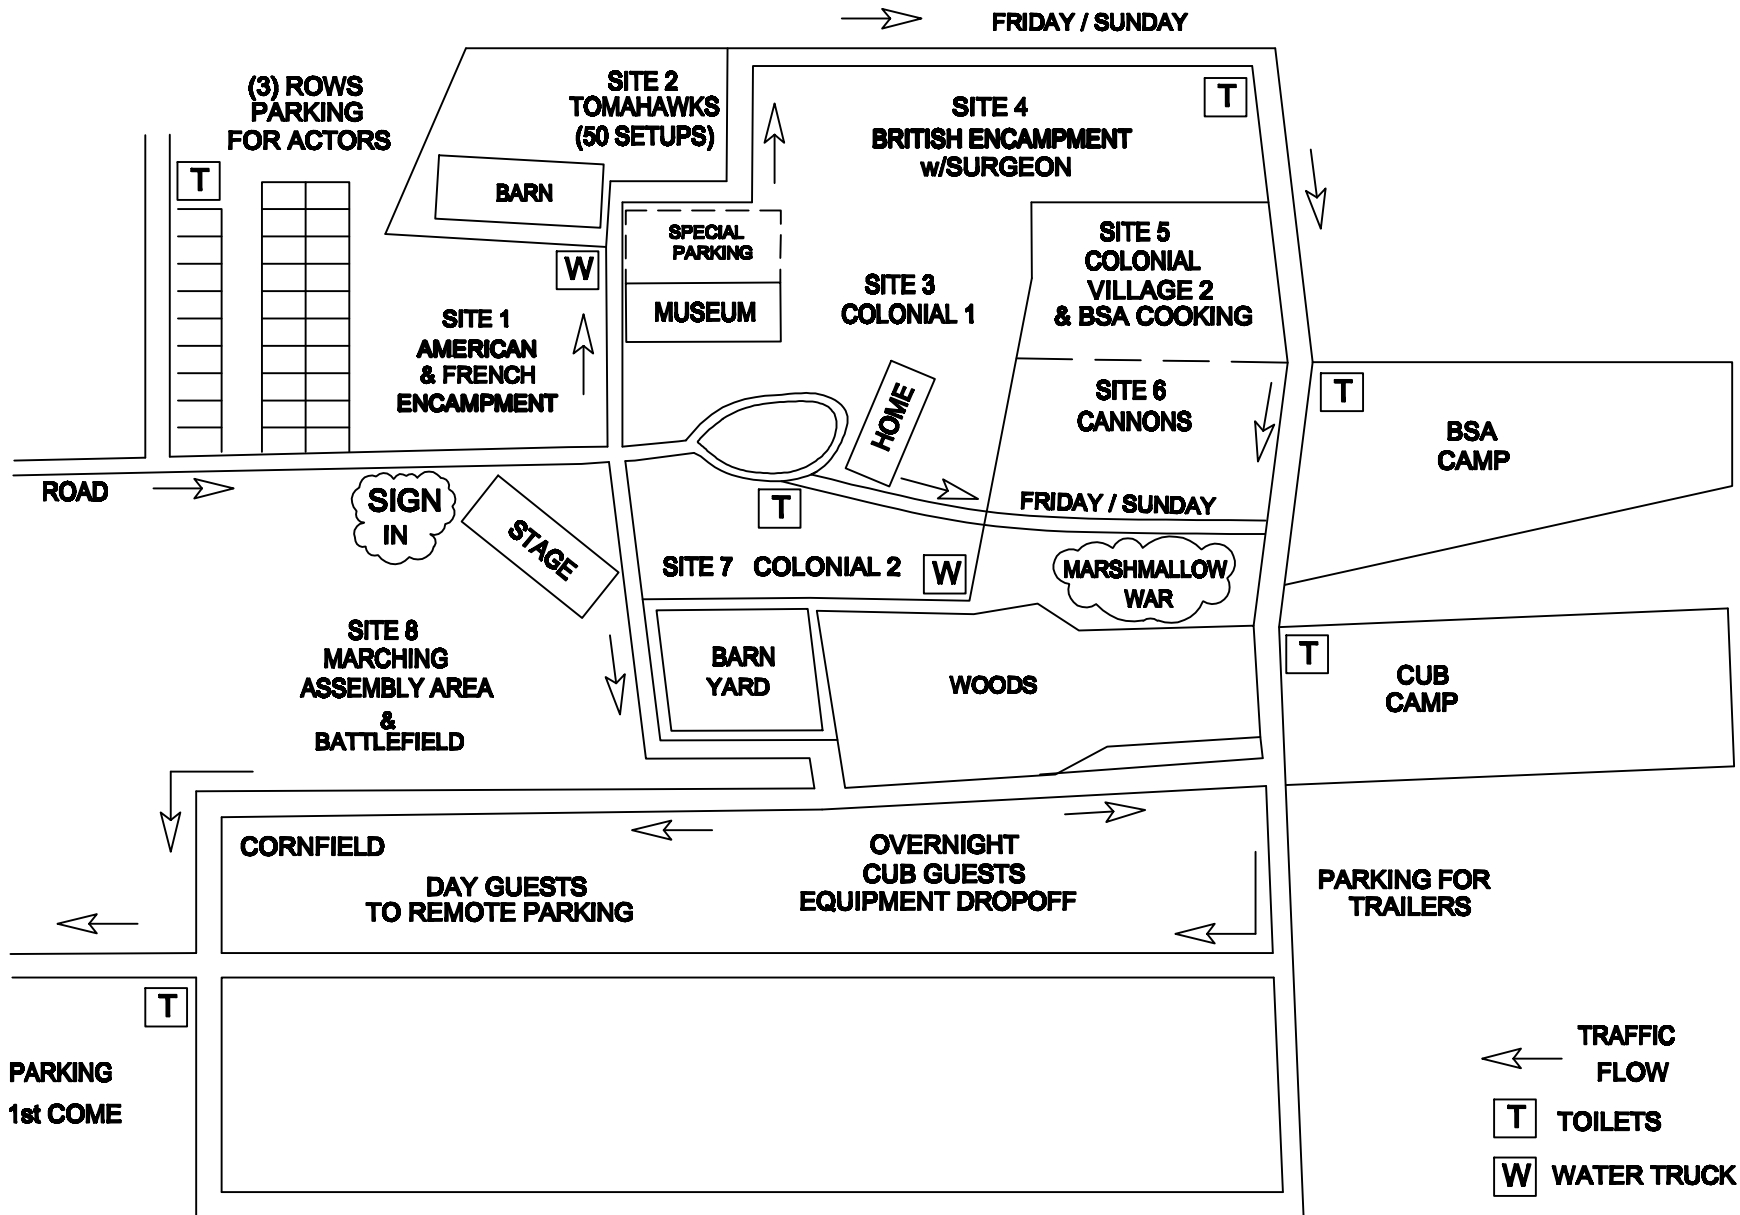 FRIDAY / SUNDAY
(3) ROWS
PARKING
FOR ACTORS
T
SITE 2
TOMAHAWKS
(50 SETUPS)
BARN
SITE 4
BRITISH ENCAMPMENT
w/SURGEON
T
SPECIAL
PARKING
MUSEUM
W
SITE 1
AMERICAN
& FRENCH
ENCAMPMENT
SITE 3
COLONIAL 1
SITE 5
COLONIAL
VILLAGE 2
& BSA COOKING
SITE 6
CANNONS
HOME
T
BSA
CAMP
ROAD
SIGN
IN
STAGE
T
FRIDAY / SUNDAY
SITE 7 COLONIAL 2
W
MARSHMALLOW
WAR
SITE 8
MARCHING
ASSEMBLY AREA
&
BATTLEFIELD
BARN
YARD
WOODS
T
CUB
CAMP
CORNFIELD
DAY GUESTS
TO REMOTE PARKING
OVERNIGHT
CUB GUESTS
EQUIPMENT DROPOFF
PARKING FOR
TRAILERS
T
PARKING
1st COME
TRAFFIC
FLOW
T TOILETS
W WATER TRUCK